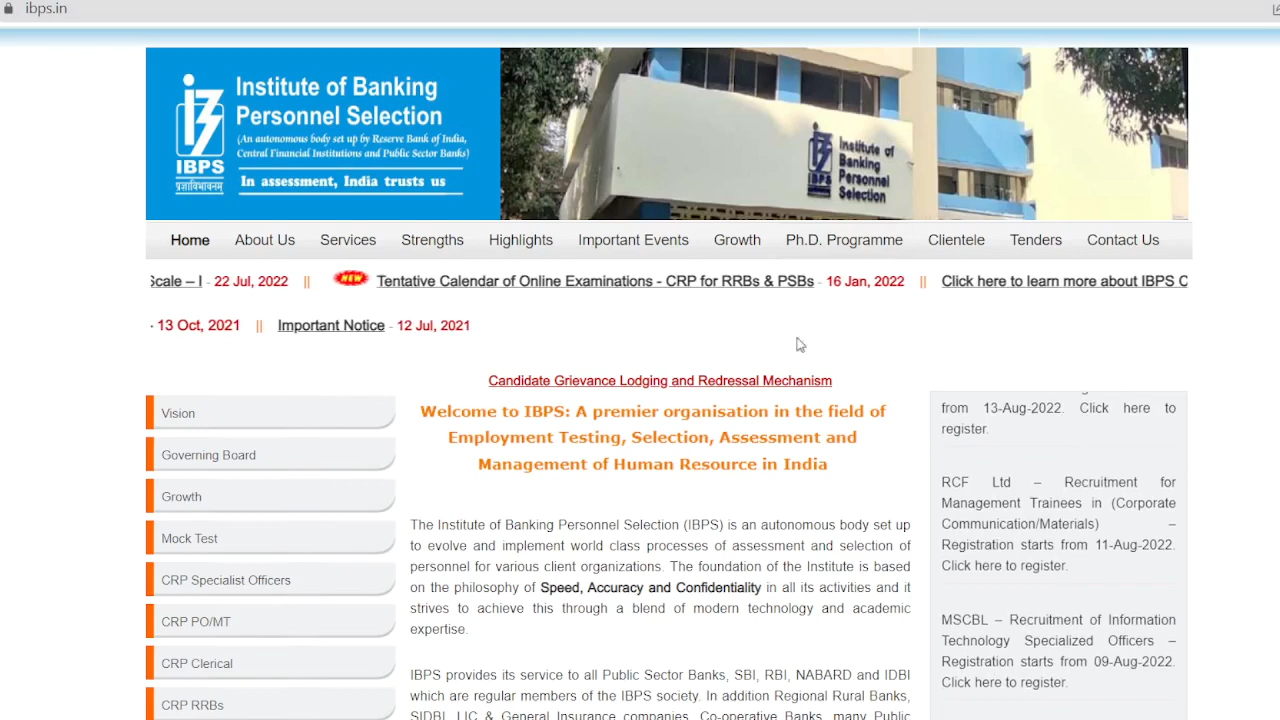 ibps.in
Institute of Banking
Personnel Selection
(An autonomous body set up by Reserve Bank of India,
Central Financial Institutions and Public Sector Banks)
In assessment, India trusts us
IBPS
प्रज्ञाविभावनम्
Institute of
Banking
Personnel
Selection
Home About Us Services Strengths Highlights Important Events Growth Ph.D. Programme Clientele Tenders Contact Us
Scale – I - 22 Jul, 2022 || NEW Tentative Calendar of Online Examinations - CRP for RRBs & PSBs - 16 Jan, 2022 || Click here to learn more about IBPS
- 13 Oct, 2021 || Important Notice - 12 Jul, 2021
Candidate Grievance Lodging and Redressal Mechanism
Vision
Governing Board
Growth
Mock Test
CRP Specialist Officers
CRP PO/MT
CRP Clerical
CRP RRBs
Welcome to IBPS: A premier organisation in the field of
Employment Testing, Selection, Assessment and
Management of Human Resource in India
The Institute of Banking Personnel Selection (IBPS) is an autonomous body set up
to evolve and implement world class processes of assessment and selection of
personnel for various client organizations. The foundation of the Institute is based
on the philosophy of Speed, Accuracy and Confidentiality in all its activities and it
strives to achieve this through a blend of modern technology and academic
expertise.
IBPS provides its service to all Public Sector Banks, SBI, RBI, NABARD and IDBI
which are regular members of the IBPS society. In addition Regional Rural Banks,
SIDBI, LIC & General Insurance companies, Co-operative Banks, many Public
from 13-Aug-2022. Click here to
register.
RCF Ltd – Recruitment for
Management Trainees in (Corporate
Communication/Materials) –
Registration starts from 11-Aug-2022.
Click here to register.
MSCBL – Recruitment of Information
Technology Specialized Officers –
Registration starts from 09-Aug-2022.
Click here to register.